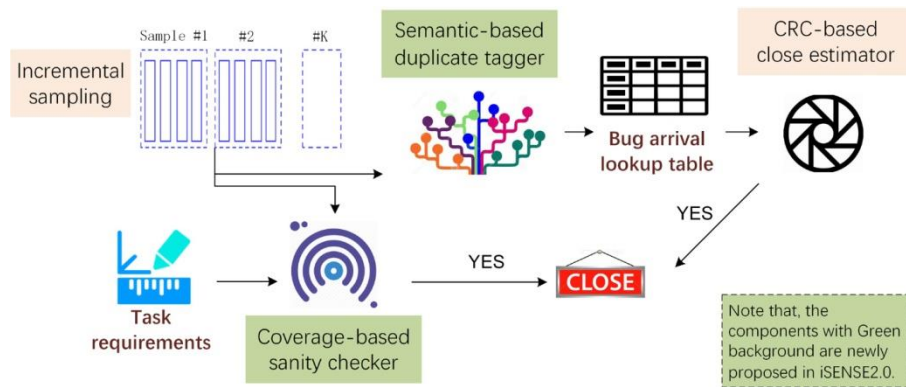 Sample #1
#2
#K
Incremental
sampling
Semantic-based
duplicate tagger
CRC-based
close estimator
Bug arrival
lookup table
YES
YES
CLOSE
Task
requirements
Coverage-based
sanity checker
Note that, the
components with Green
background are newly
proposed in iSENSE2.0.